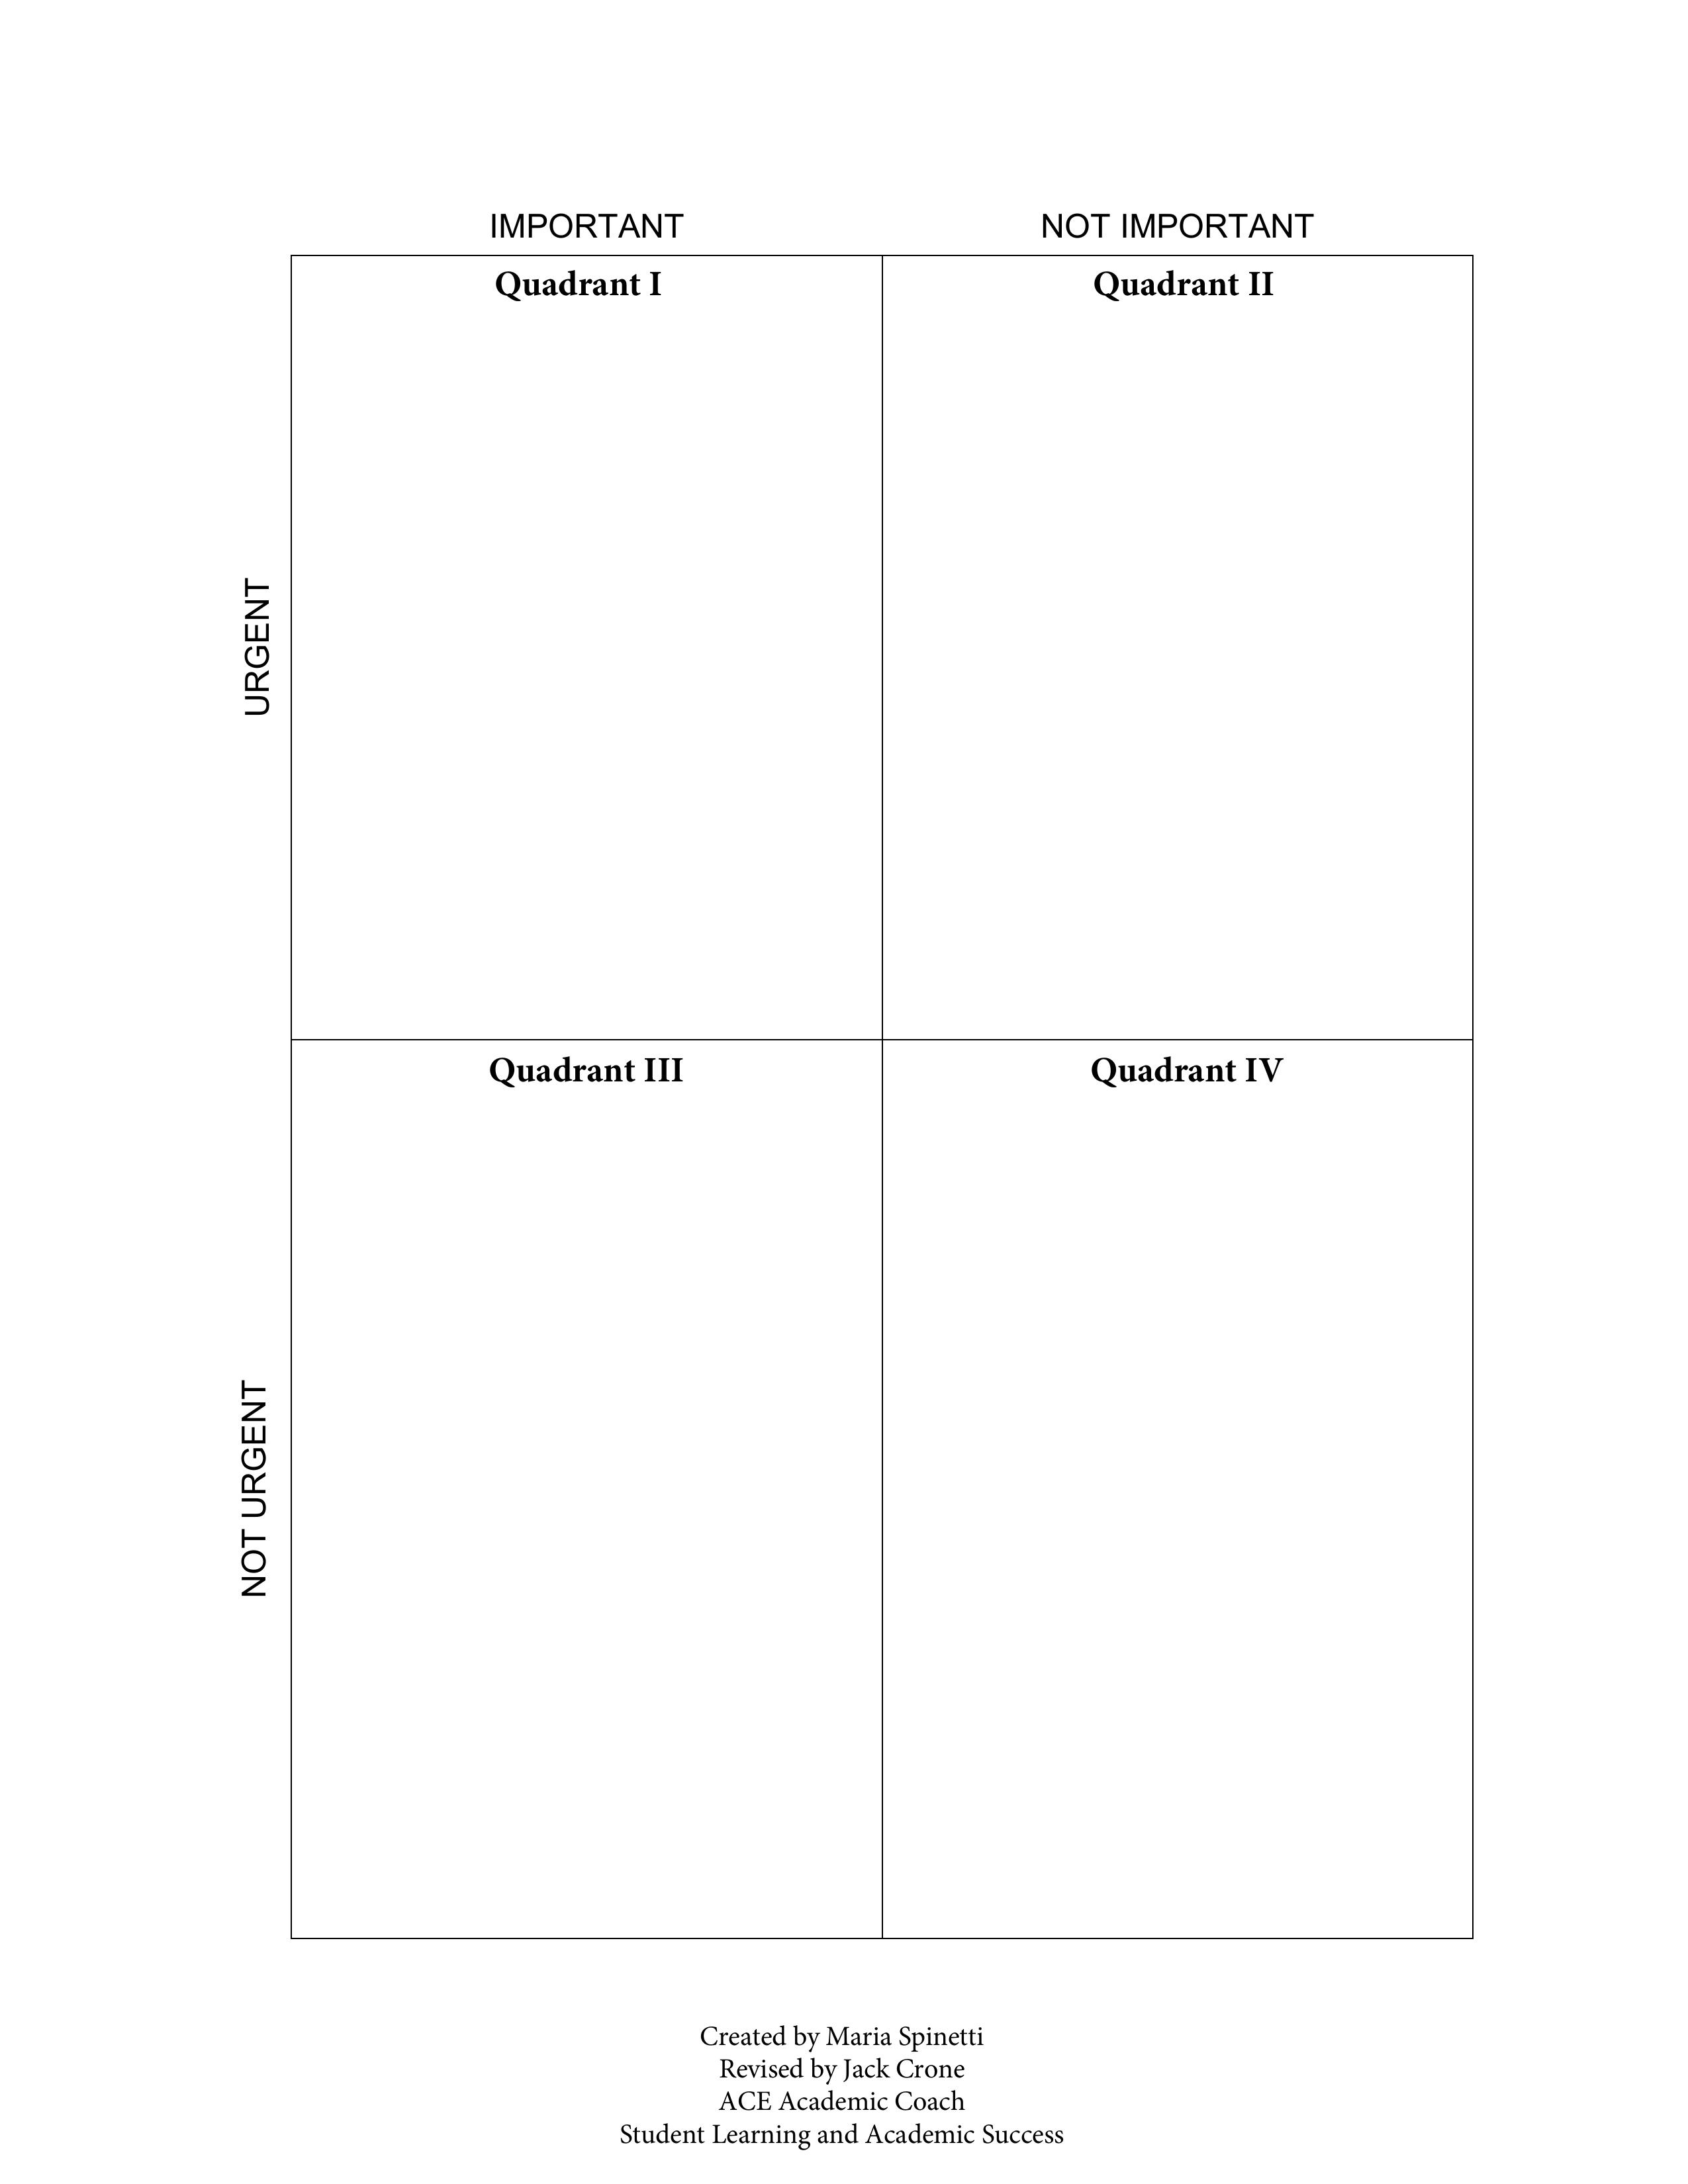 IMPORTANT
NOT IMPORTANT
URGENT
Quadrant I
Quadrant II
NOT URGENT
Quadrant III
Quadrant IV
Created by Maria Spinetti
Revised by Jack Crone
ACE Academic Coach
Student Learning and Academic Success